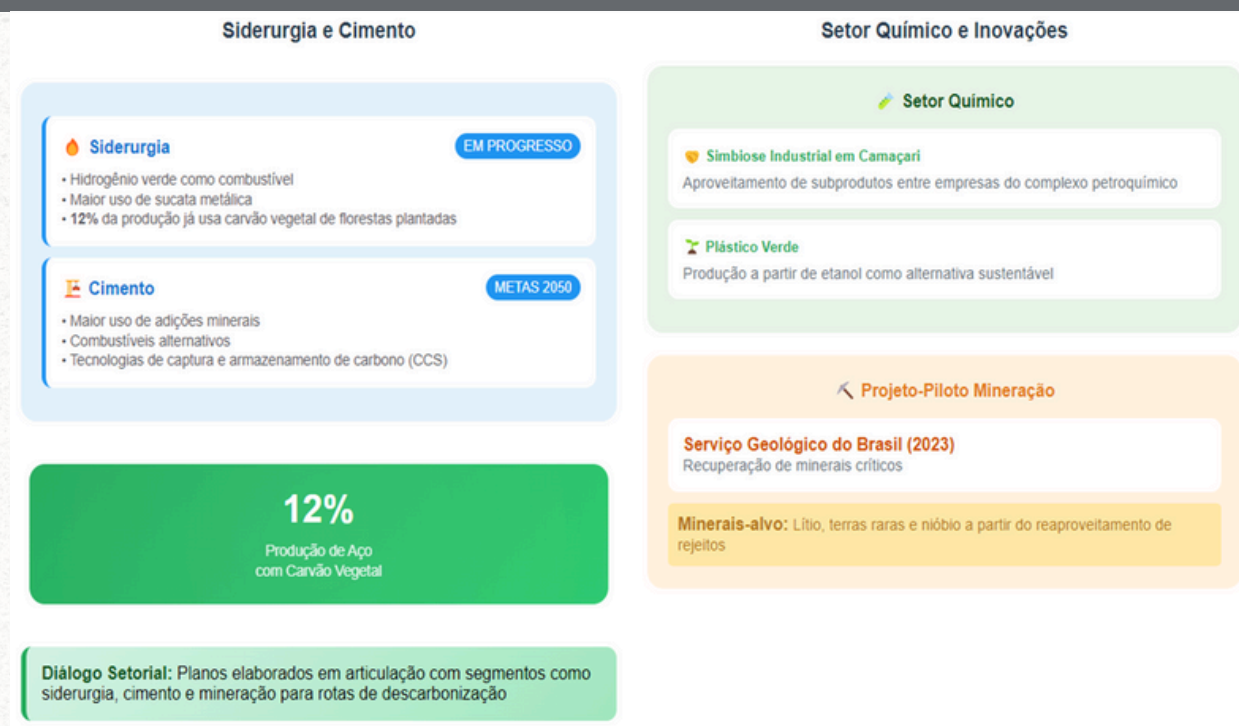 Siderurgia e Cimento
Siderurgia
EM PROGRESSO
• Hidrogênio verde como combustível
• Maior uso de sucata metálica
• 12% da produção já usa carvão vegetal de florestas plantadas
Cimento
METAS 2050
• Maior uso de adições minerais
• Combustíveis alternativos
• Tecnologias de captura e armazenamento de carbono (CCS)
12%
Produção de Aço
com Carvão Vegetal
Diálogo Setorial: Planos elaborados em articulação com segmentos como
siderurgia, cimento e mineração para rotas de descarbonização
Setor Químico e Inovações
Setor Químico
Simbiose Industrial em Camaçari
Aproveitamento de subprodutos entre empresas do complexo petroquímico
Plástico Verde
Produção a partir de etanol como alternativa sustentável
Projeto-Piloto Mineração
Serviço Geológico do Brasil (2023)
Recuperação de minerais críticos
Minerais-alvo: Lítio, terras raras e nióbio a partir do reaproveitamento de
rejeitos